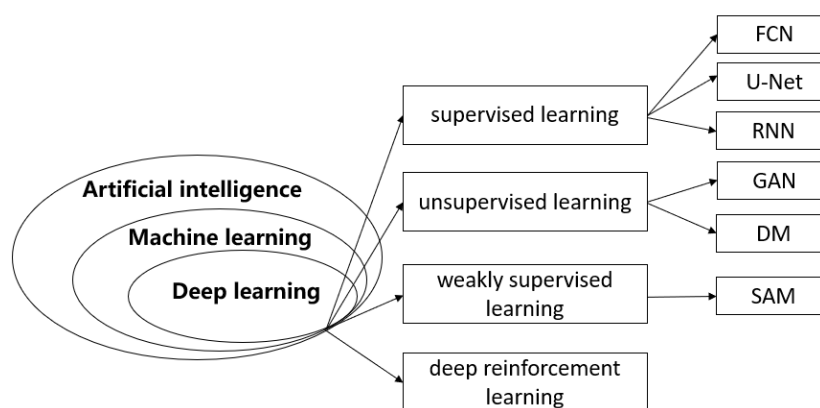 Artificial intelligence
Machine learning
Deep learning
supervised learning
unsupervised learning
weakly supervised
learning
deep reinforcement
learning
FCN
U-Net
RNN
GAN
DM
SAM